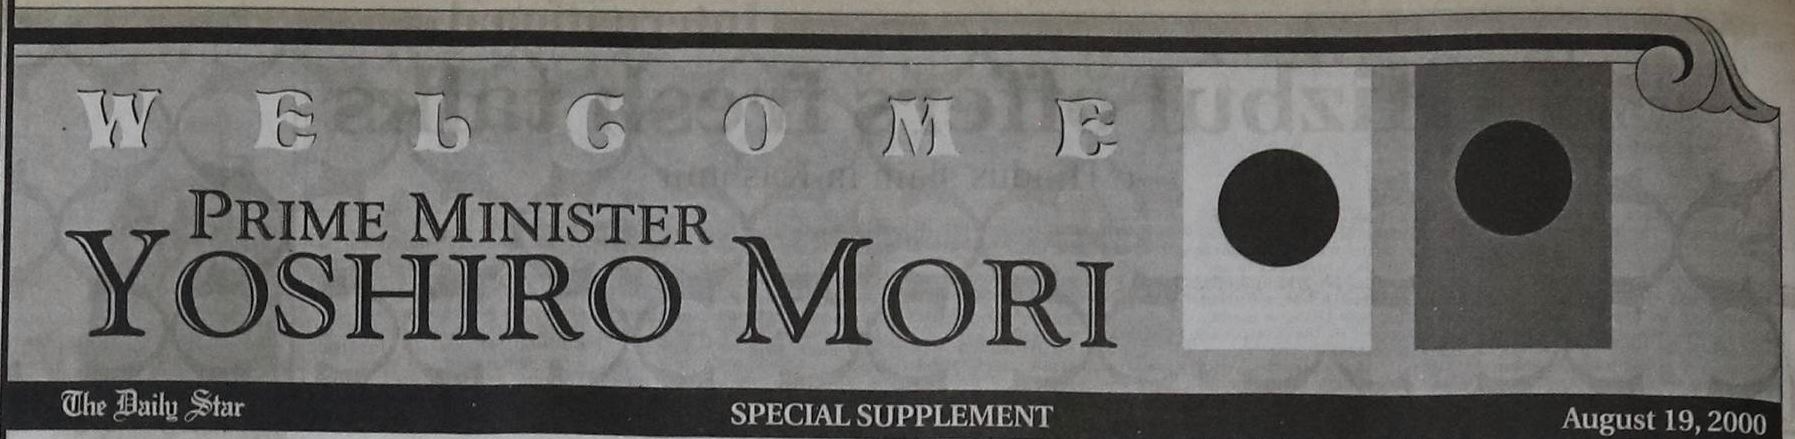 WELCOME
PRIME MINISTER
YOSHIRO MORI
The Daily Star
SPECIAL SUPPLEMENT
August 19, 2000